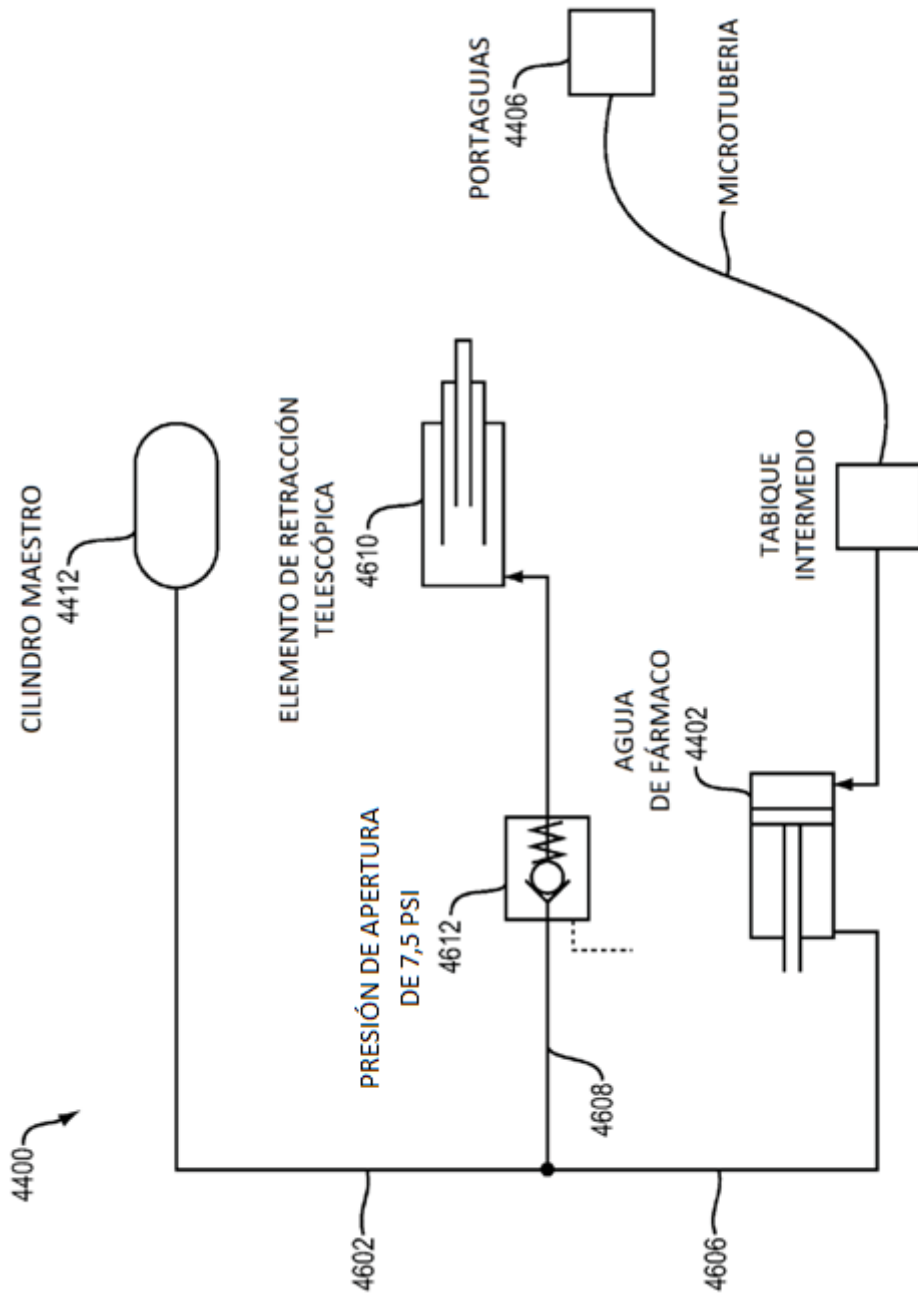 4400
CILINDRO MAESTRO
4412
4602
ELEMENTO DE RETRACCIÓN
TELESCÓPICA
4610
PRESIÓN DE APERTURA
DE 7,5 PSI
4612
4608
PORTAGUJAS
4406
MICROTUBERIA
AGUJA
DE FÁRMACO
4402
TABIQUE
INTERMEDIO
4606